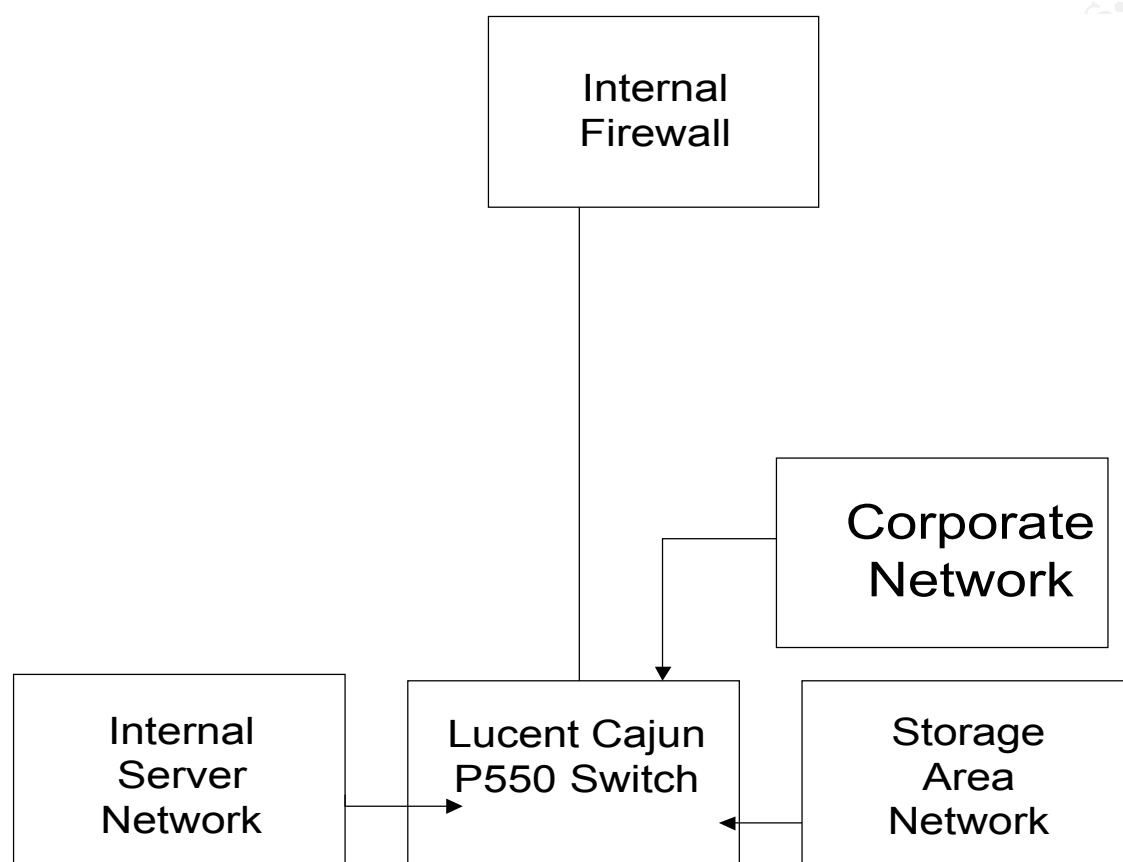 Internal
Firewall
Corporate
Network
Internal
Server
Network
Lucent Cajun
P550 Switch
Storage
Area
Network